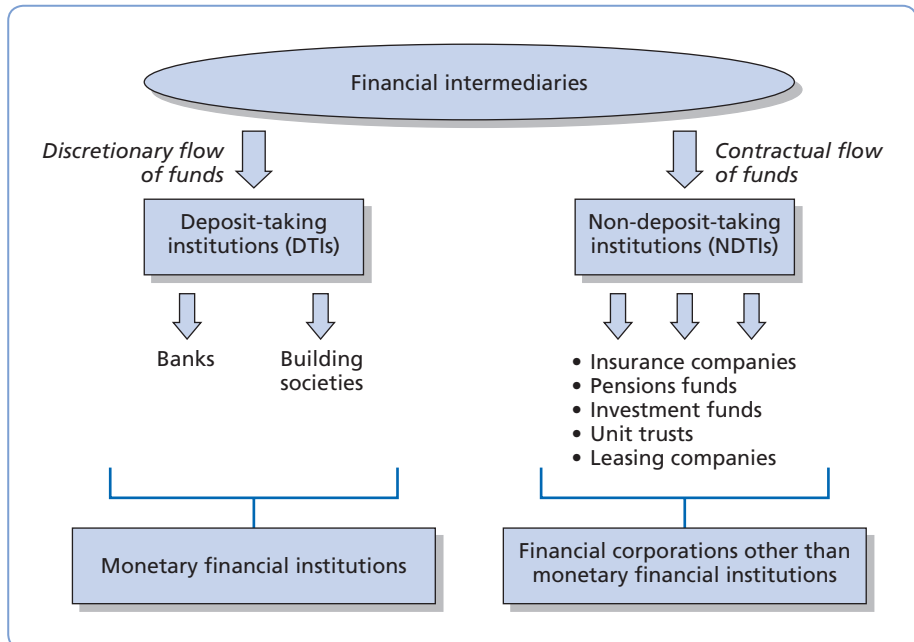 Financial intermediaries
Discretionary flow
of funds
Contractual flow
of funds
Deposit-taking
institutions (DTIs)
Non-deposit-taking
institutions (NDTIs)
Banks
Building
societies
• Insurance companies
• Pensions funds
• Investment funds
• Unit trusts
• Leasing companies
Monetary financial institutions
Financial corporations other than
monetary financial institutions